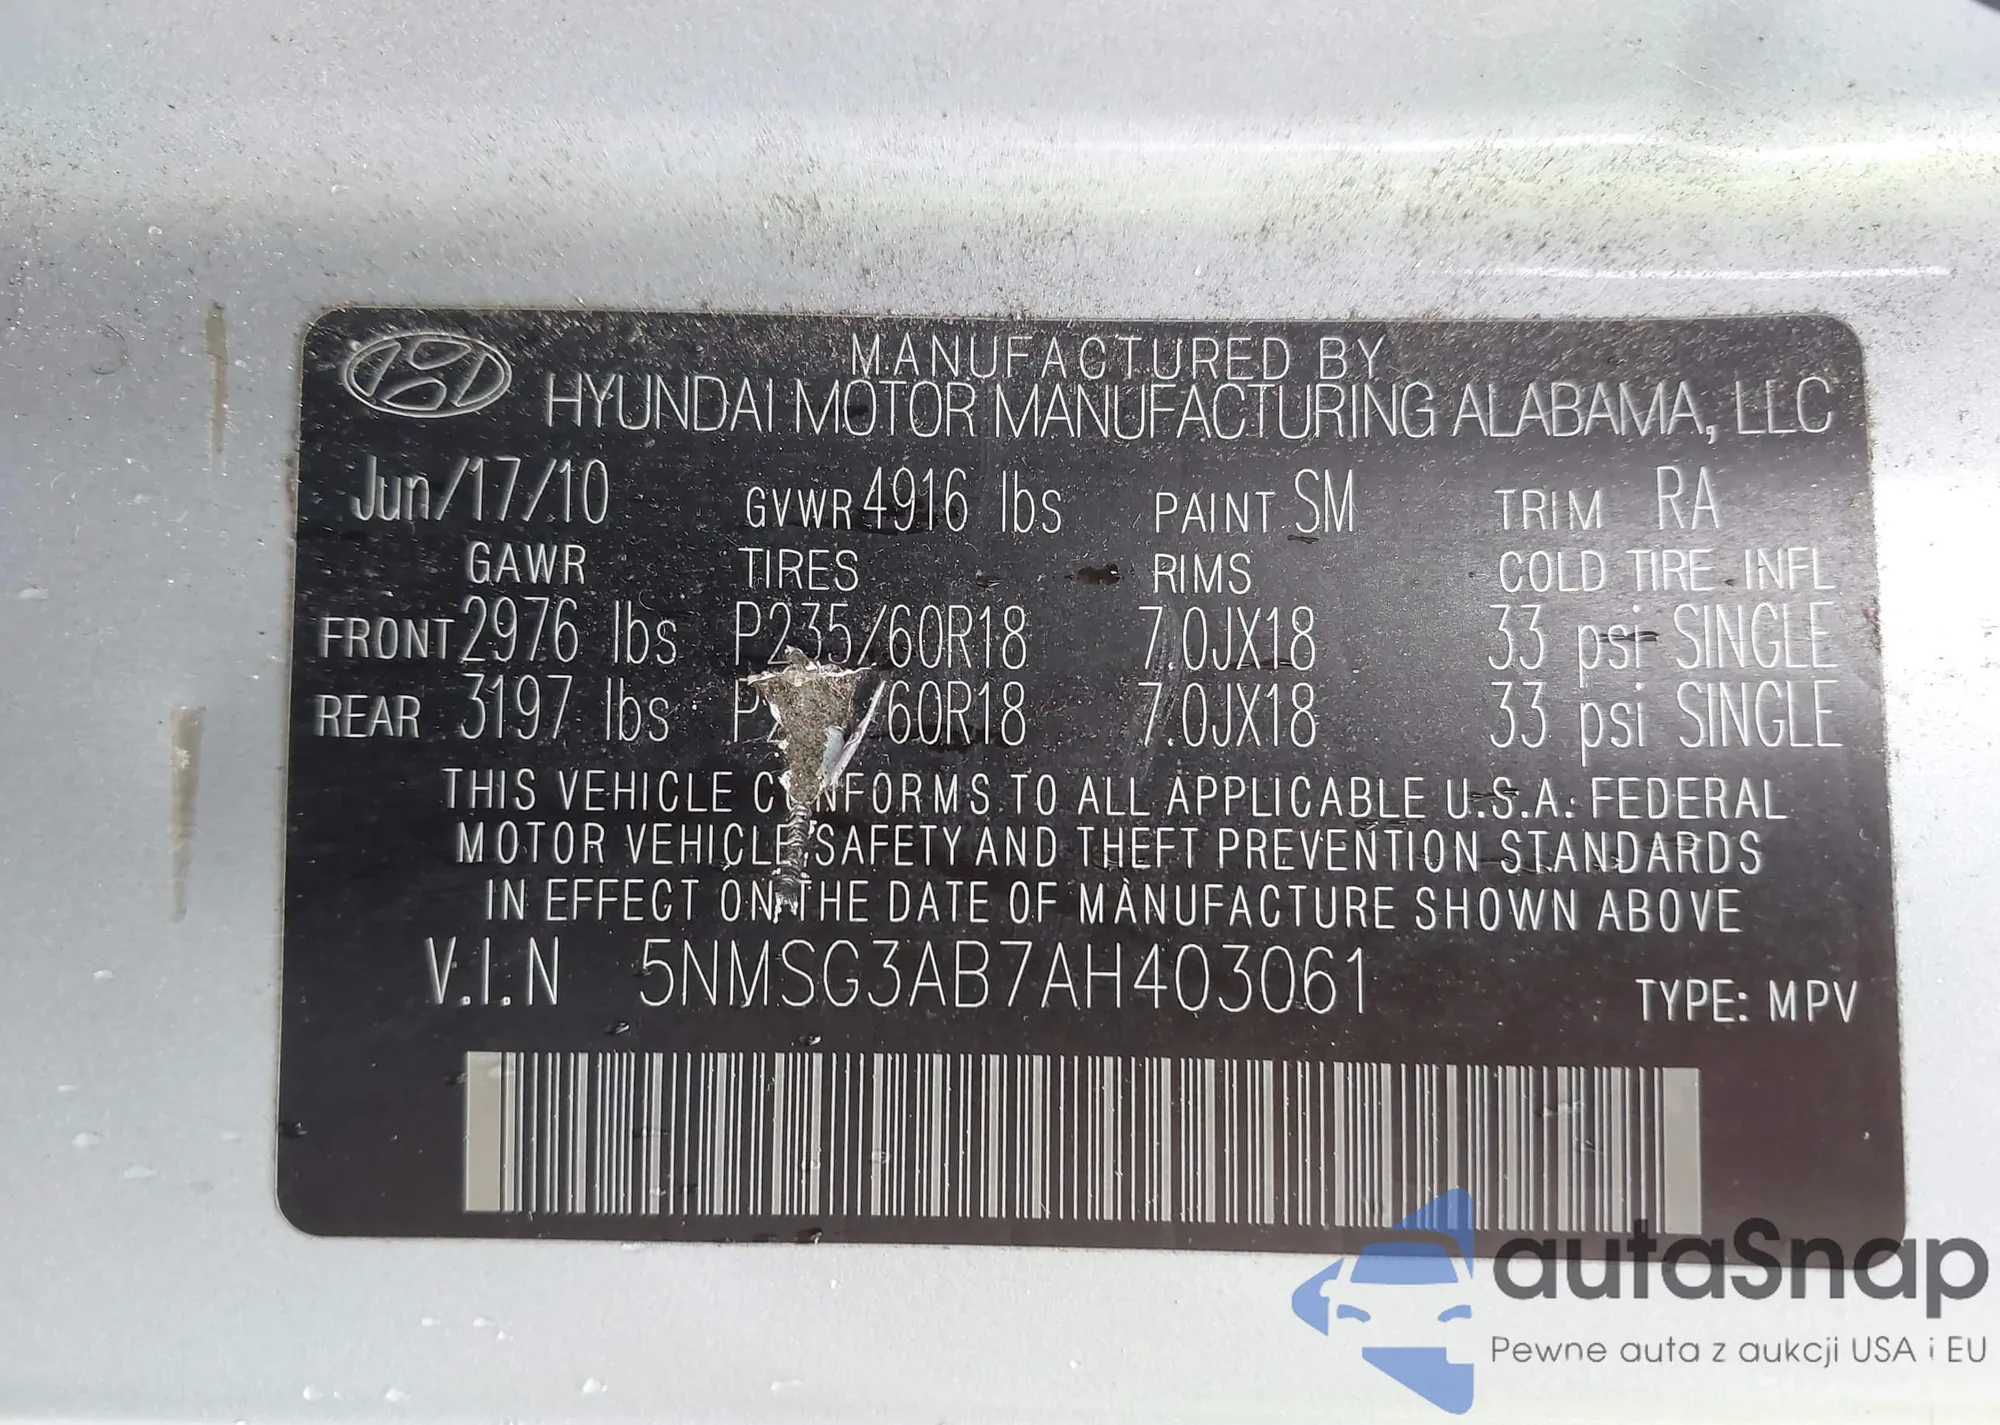 MANUFACTURED BY
HYUNDAI MOTOR MANUFACTURING ALABAMA, LLC
Jun/17/10 GVWR 4916 lbs PAINT SM TRIM RA
GAWR TIRES RIMS COLD TIRE INFL
FRONT 2976 lbs P235/60R18 7.0JX18 33 psi SINGLE
REAR 3197 lbs /60R18 7.0JX18 33 psi SINGLE
THIS VEHICLE CONFORMS TO ALL APPLICABLE U.S.A. FEDERAL
MOTOR VEHICLE SAFETY AND THEFT PREVENTION STANDARDS
IN EFFECT ON THE DATE OF MANUFACTURE SHOWN ABOVE
V.I.N 5NMSG3AB7AH403061
TYPE: MPV
autaSnap
Pewne auta z aukcji USA i EU